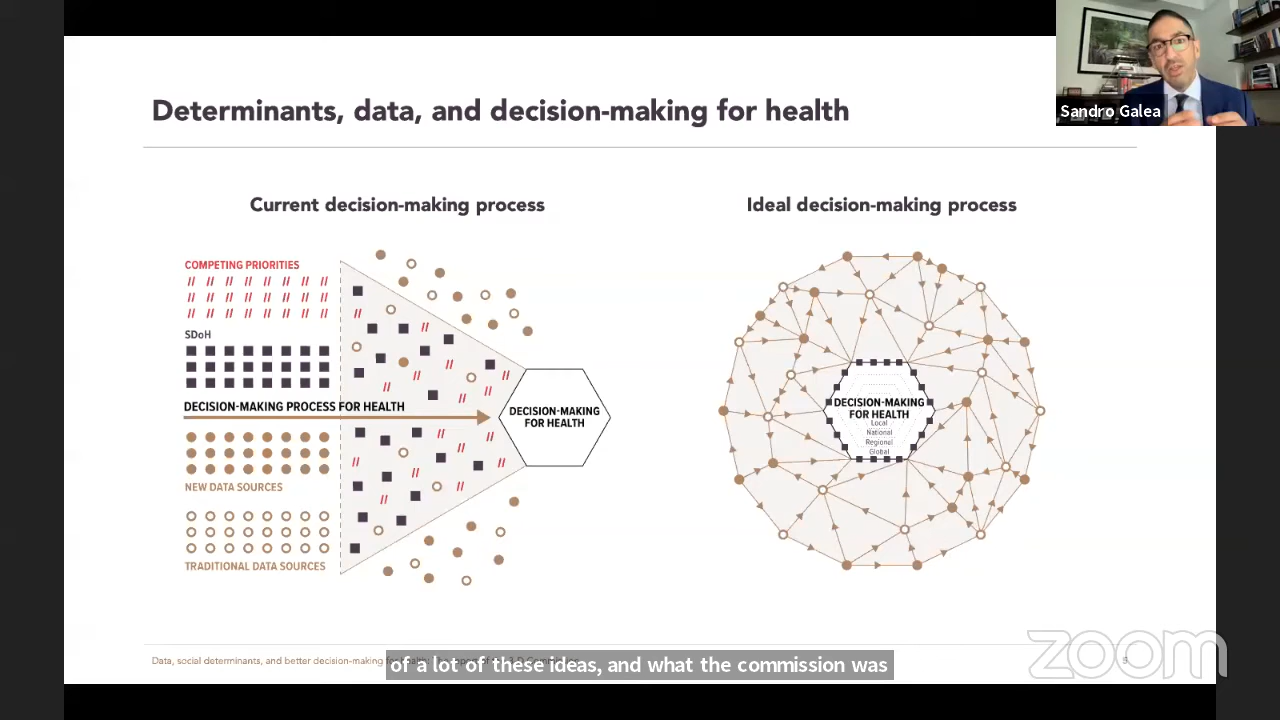 Determinants, data, and decision-making for health
Sandro Galea
Current decision-making process
Ideal decision-making process
COMPETING PRIORITIES
SDoH
DECISION-MAKING PROCESS FOR HEALTH
NEW DATA SOURCES
TRADITIONAL DATA SOURCES
DECISION-MAKING
FOR HEALTH
DECISION-MAKING
FOR HEALTH
Local
National
Regional
Global
Data, social determinants, and better decision-making
of a lot of these ideas, and what the commission was
zoom